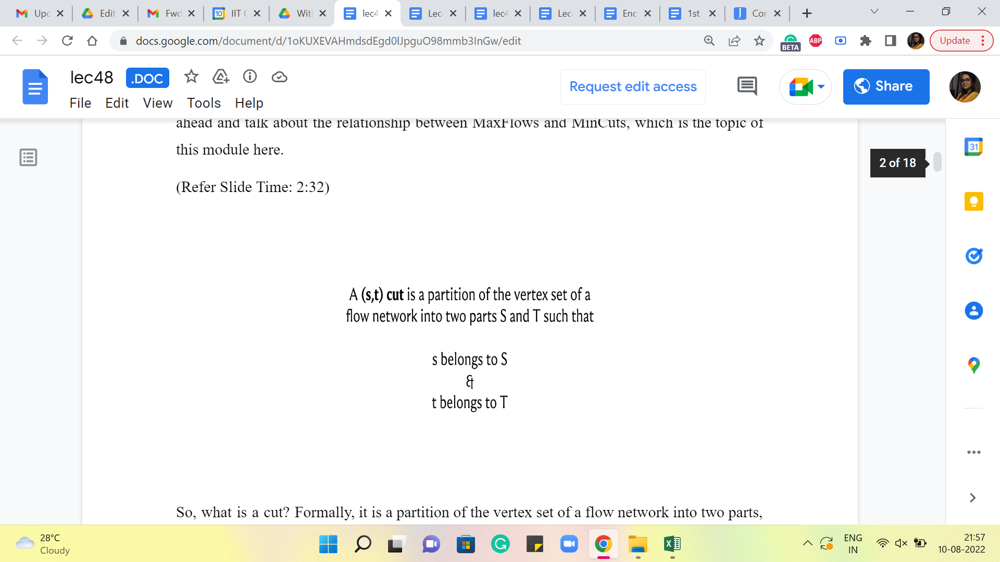 Upc
Edit
Fwd
10
IIT
Wit
lec4
Lec
lec4
Lec
Enc
1st
J
Con
docs.google.com/document/d/1oKUXEVAHmdsdEgd0lJpguO98mmb3InGw/edit
BETA
ABP
Update
lec48
.DOC
Request edit access
Share
File Edit View Tools Help
ahead and talk about the relationship between MaxFlows and MinCuts, which is the topic of
this module here.
(Refer Slide Time: 2:32)
31
2 of 18
A (s,t) cut is a partition of the vertex set of a
flow network into two parts S and T such that
s belongs to S
&
t belongs to T
So, what is a cut? Formally, it is a partition of the vertex set of a flow network into two parts,
28°C
Cloudy
ENG
IN
21:57
10-08-2022